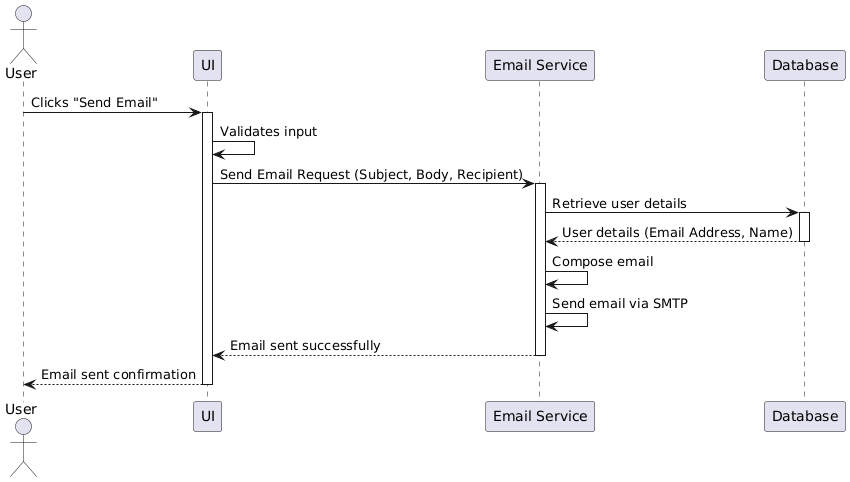 User
UI
Email Service
Database
Clicks "Send Email"
Validates input
Send Email Request (Subject, Body, Recipient)
Retrieve user details
User details (Email Address, Name)
Compose email
Send email via SMTP
Email sent successfully
Email sent confirmation
User
UI
Email Service
Database